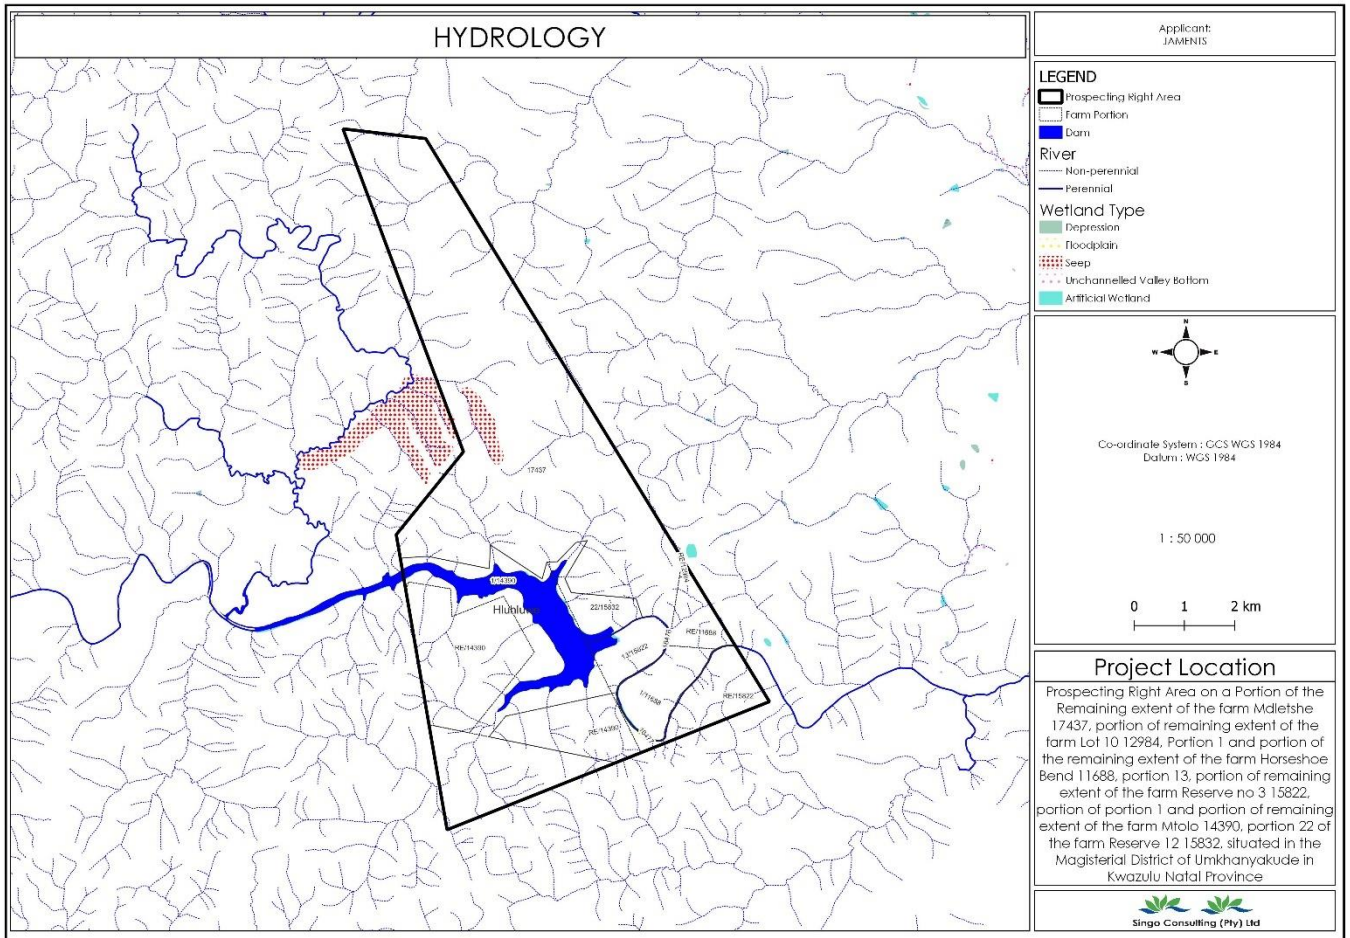 HYDROLOGY
Applicant:
JAMENTS
LEGEND
Prospecting Right Area
Farm Portion
Dam
River
Non-perennial
Perennial
Wetland Type
Depression
Floodplain
Seep
Unchannelled Valley Bottom
Artificial Wetland
N
W E
S
Co-ordinate System : GCS WGS 1984
Datum : WGS 1984
1 : 50 000
0 1 2 km
Project Location
Prospecting Right Area on a Portion of the
Remaining extent of the farm Mdletshe
17437, portion of remaining extent of the
farm Lot 10 12984, Portion 1 and portion of
the remaining extent of the farm Horseshoe
Bend 11688, portion 13, portion of remaining
extent of the farm Reserve no 3 15822,
portion of portion 1 and portion of remaining
extent of the farm Mtolo 14390, portion 22 of
the farm Reserve 12 15832, situated in the
Magisterial District of Umkhanyakude in
Kwazulu Natal Province
Singo Consulting (Pty) Ltd
17437
RE/12984
1/14390
22/15832
RE/14390
13/15822
RE/11688
1/11688
RE/15822
RE/14390